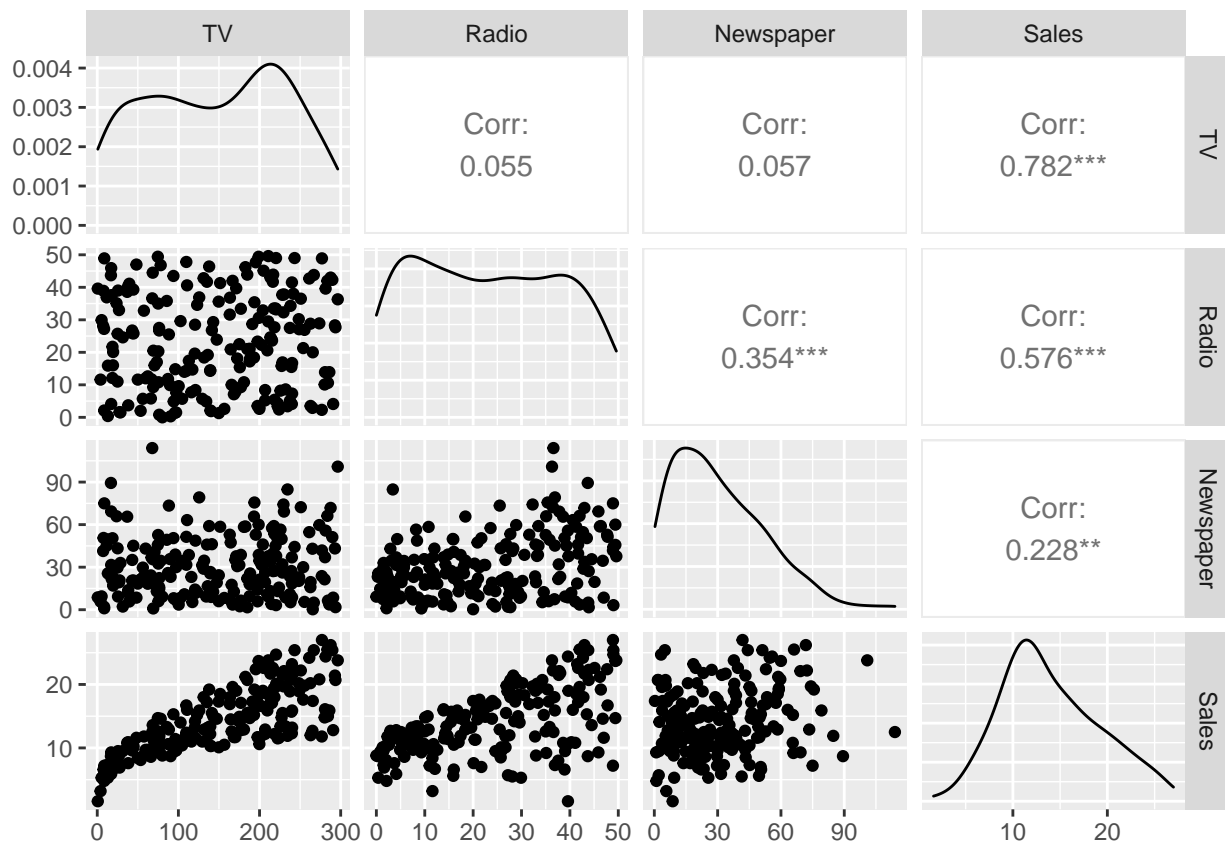 TV Radio Newspaper Sales
0.004
0.003
0.002
0.001
0.000
Corr:
0.055
Corr:
0.057
Corr:
0.782***
TV
50
40
30
20
10
0
Corr:
0.354***
Corr:
0.576***
Radio
90
60
30
0
Corr:
0.228**
Newspaper
20
10
Sales
0 100 200 300 0 10 20 30 40 50 0 30 60 90 10 20